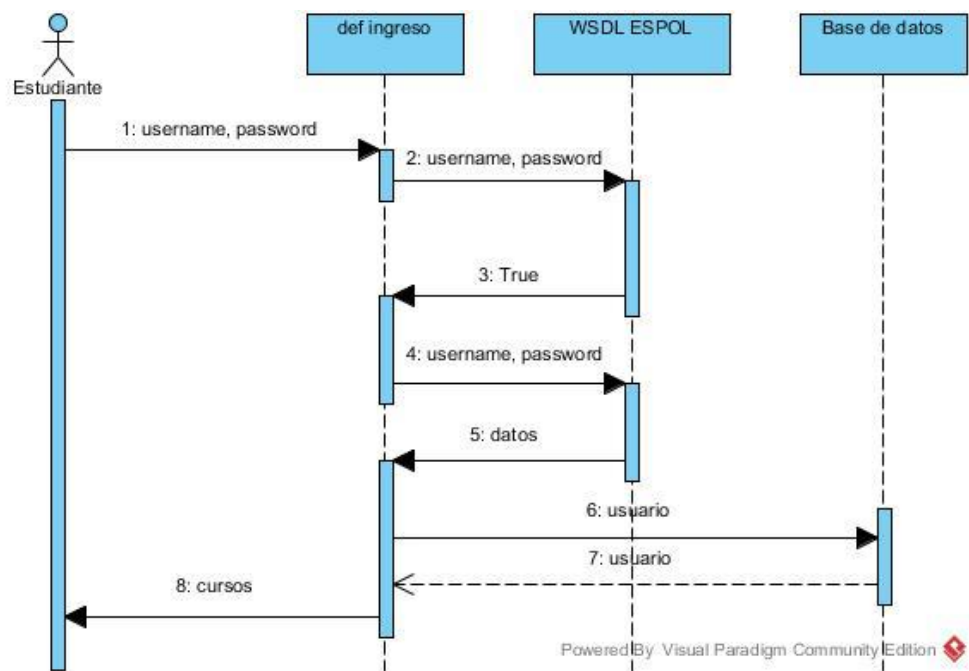 def ingreso
WSDL ESPOL
Base de datos
Estudiante
1: username, password
2: username, password
3: True
4: username, password
5: datos
6: usuario
7: usuario
8: cursos
Powered By Visual Paradigm Community Edition